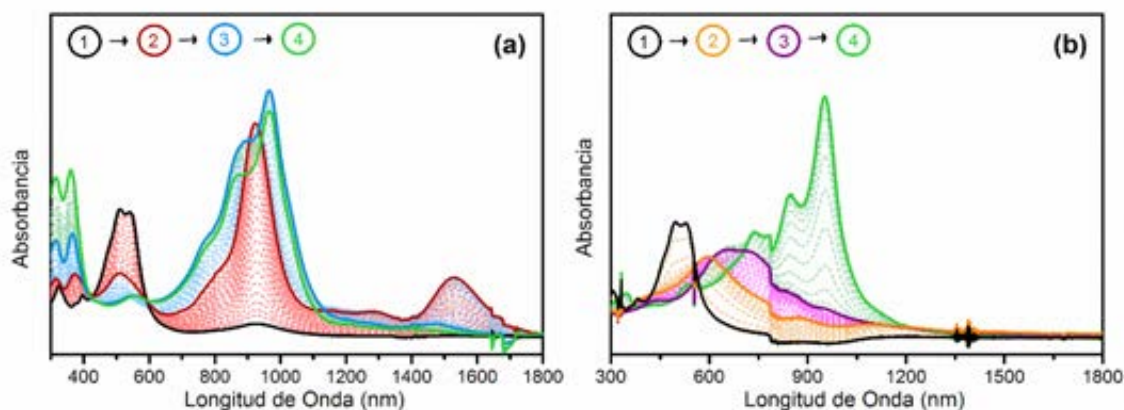 1 → 2 → 3 → 4 (a)
Absorbancia
400 600 800 1000 1200 1400 1600 1800
Longitud de Onda (nm)
1 → 2 → 3 → 4 (b)
Absorbancia
300 600 900 1200 1500 1800
Longitud de Onda (nm)